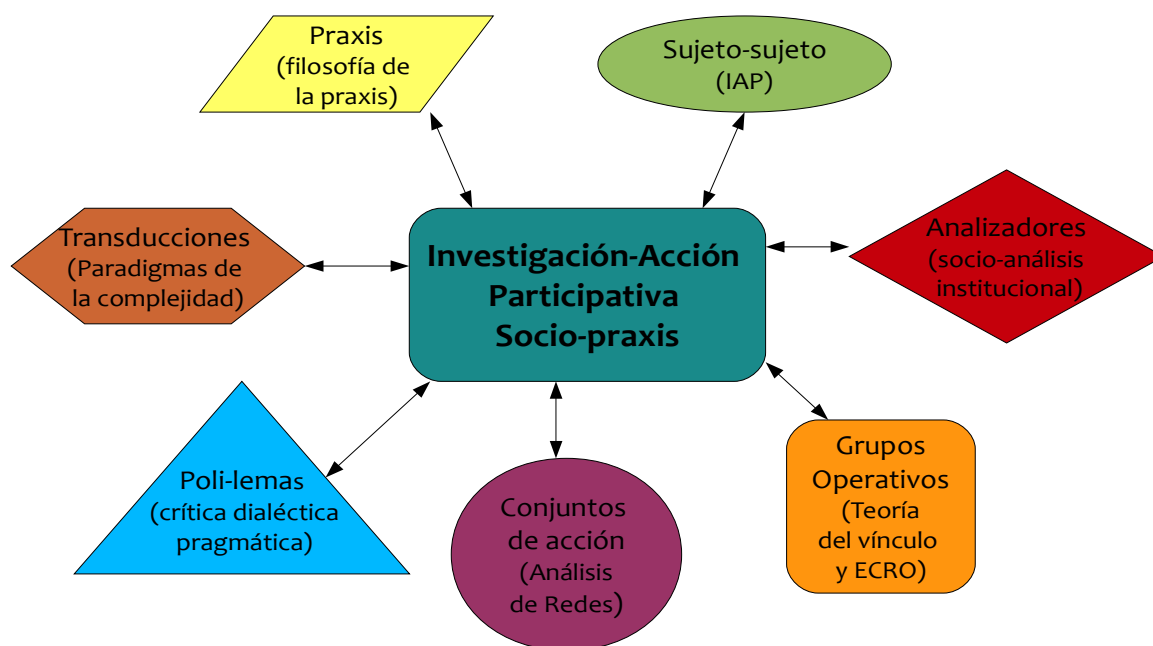 Praxis
(filosofía de
la praxis)
Sujeto-sujeto
(IAP)
Transducciones
(Paradigmas de
la complejidad)
Investigación-Acción
Participativa
Socio-praxis
Analizadores
(socio-análisis
institucional)
Poli-lemas
(crítica dialéctica
pragmática)
Conjuntos
de acción
(Análisis
de Redes)
Grupos
Operativos
(Teoría
del vínculo
y ECRO)